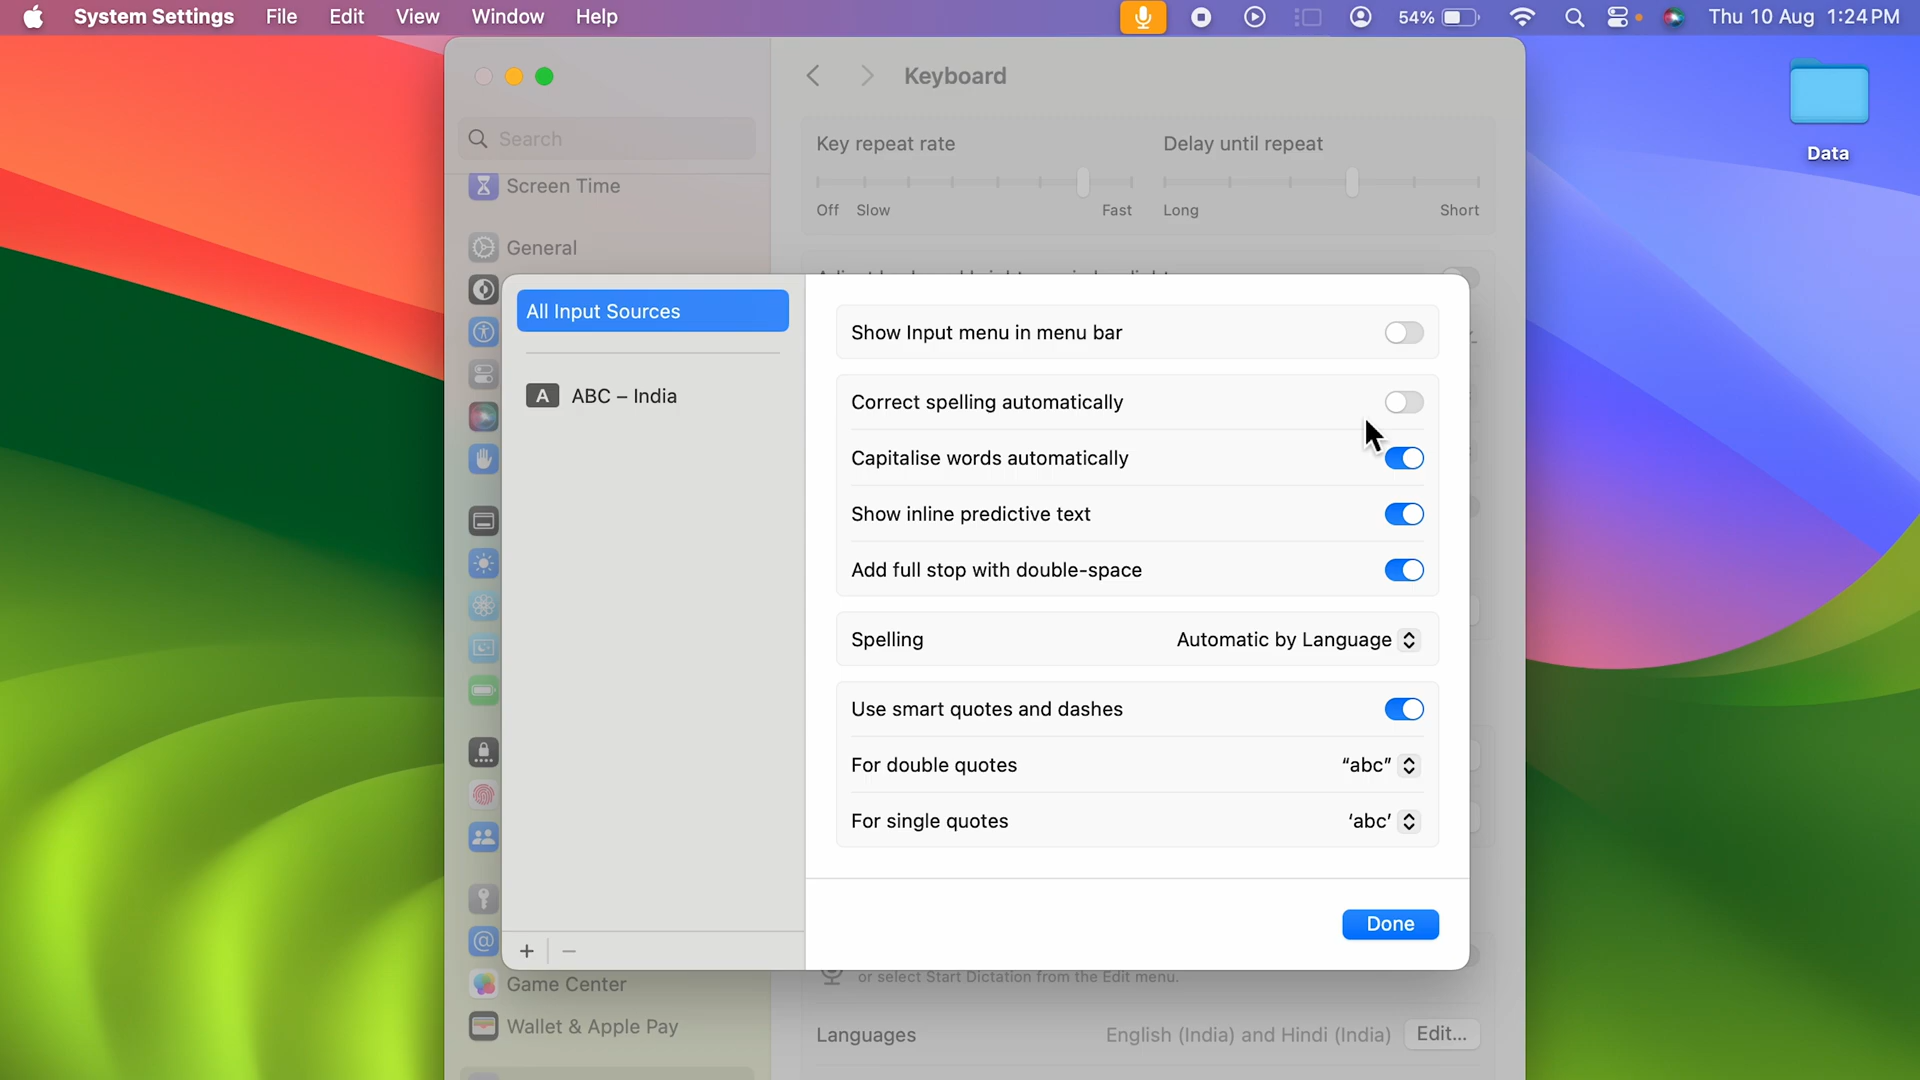 System Settings File Edit View Window Help 54% Thu 10 Aug 1:24 PM
Data
Search
Screen Time
General
Game Center
Wallet & Apple Pay
Keyboard
Key repeat rate Delay until repeat
Off Slow Fast Long Short
All Input Sources
A ABC – India
+ −
Show Input menu in menu bar
Correct spelling automatically
Capitalise words automatically
Show inline predictive text
Add full stop with double-space
Spelling Automatic by Language
Use smart quotes and dashes
For double quotes “abc”
For single quotes ‘abc’
Done
or select Start Dictation from the Edit menu.
Languages English (India) and Hindi (India) Edit...